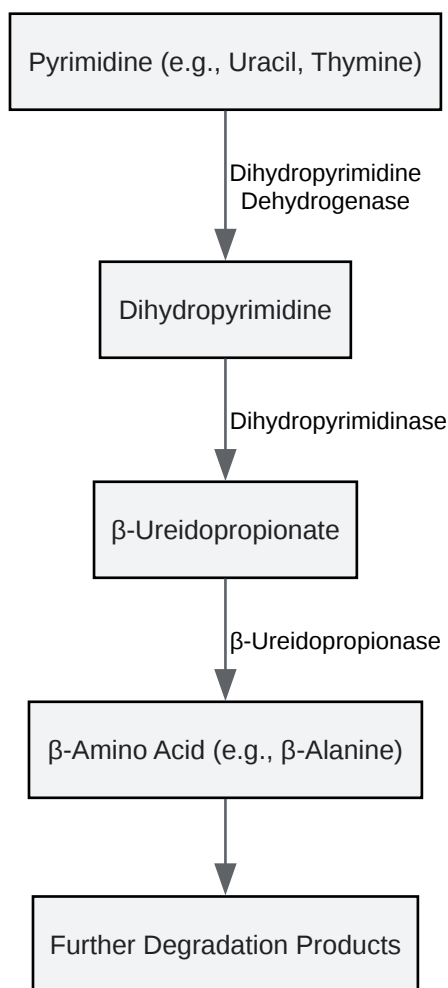 Pyrimidine (e.g., Uracil, Thymine)
Dihydropyrimidine
Dehydrogenase
Dihydropyrimidine
Dihydropyrimidinase
β-Ureidopropionate
β-Ureidopropionase
β-Amino Acid (e.g., β-Alanine)
Further Degradation Products